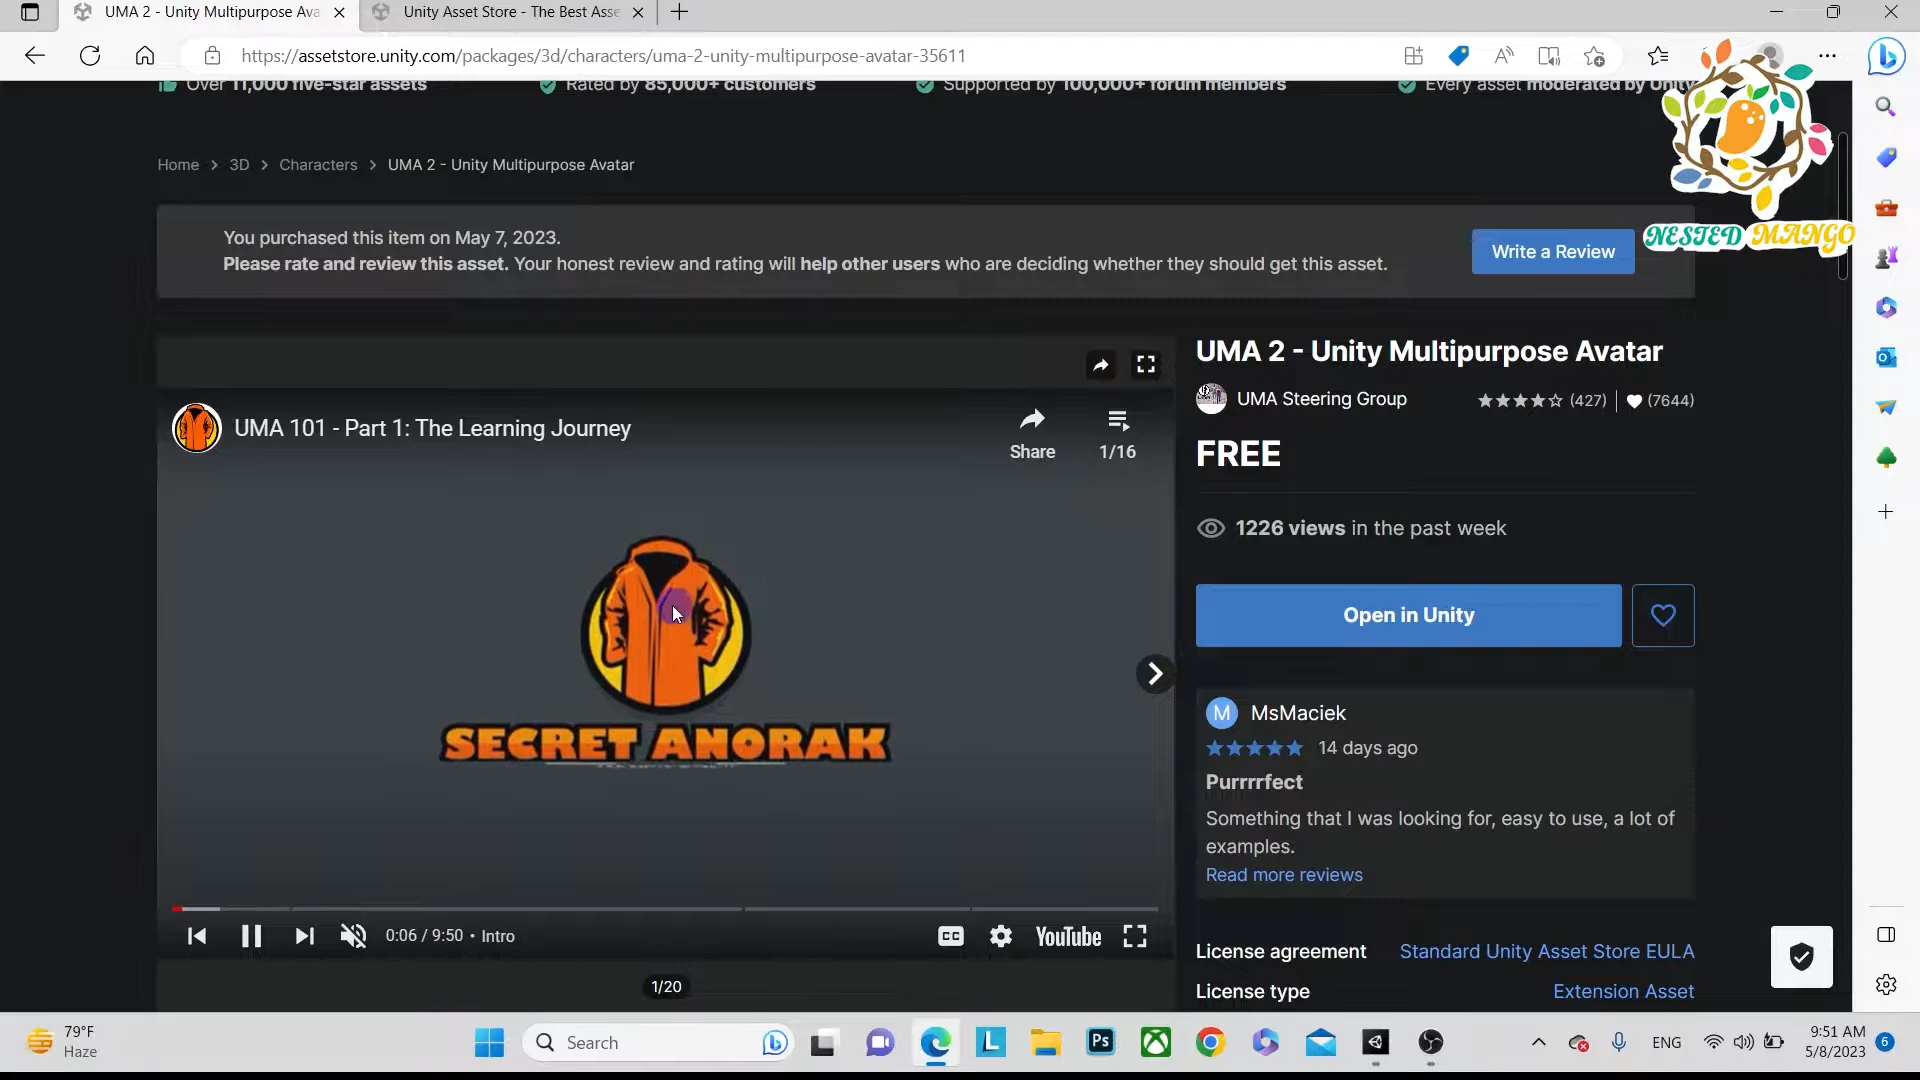 UMA 2 - Unity Multipurpose Ava
Unity Asset Store - The Best Asse
https://assetstore.unity.com/packages/3d/characters/uma-2-unity-multipurpose-avatar-35611
Over 11,000 five-star assets
Rated by 85,000+ customers
Supported by 100,000+ forum members
Every asset moderated by Unity
NESTED MANGO
Home > 3D > Characters > UMA 2 - Unity Multipurpose Avatar
You purchased this item on May 7, 2023.
Please rate and review this asset. Your honest review and rating will help other users who are deciding whether they should get this asset.
Write a Review
UMA 101 - Part 1: The Learning Journey
Share
1/16
SECRET ANORAK
0:06 / 9:50 • Intro
CC
YouTube
1/20
UMA 2 - Unity Multipurpose Avatar
UMA Steering Group
(427)
(7644)
FREE
1226 views in the past week
Open in Unity
M MsMaciek
14 days ago
Purrrrfect
Something that I was looking for, easy to use, a lot of
examples.
Read more reviews
License agreement Standard Unity Asset Store EULA
License type Extension Asset
79°F
Haze
Search
L
Ps
ENG
9:51 AM
5/8/2023
6